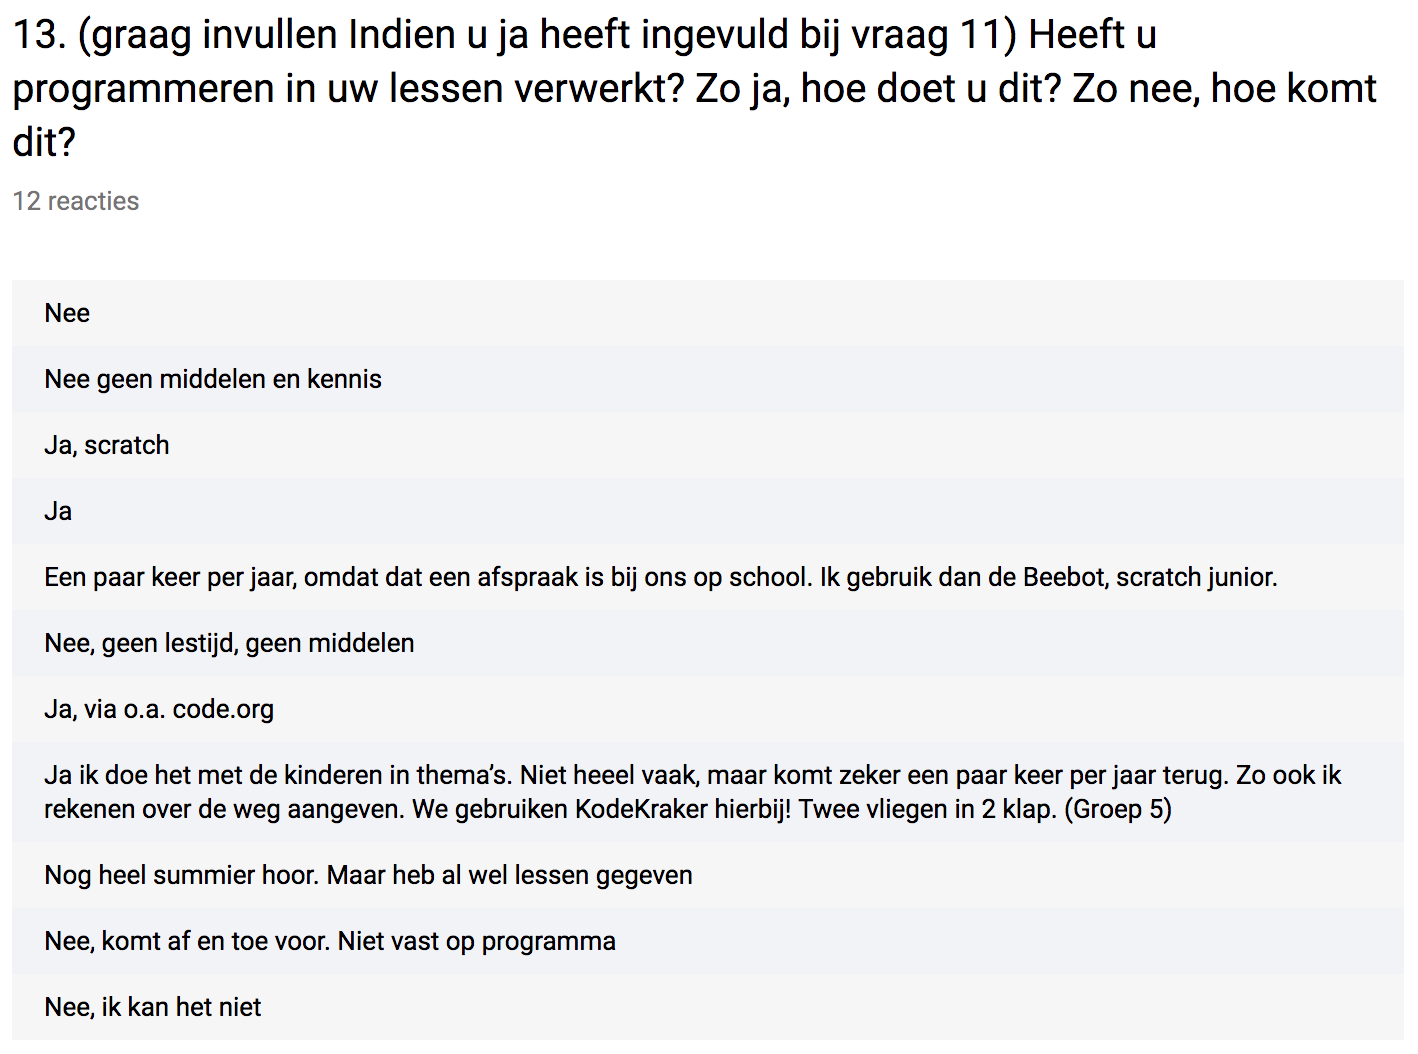 13. (graag invullen Indien u ja heeft ingevuld bij vraag 11) Heeft u
programmeren in uw lessen verwerkt? Zo ja, hoe doet u dit? Zo nee, hoe komt
dit?
12 reacties
Nee
Nee geen middelen en kennis
Ja, scratch
Ja
Een paar keer per jaar, omdat dat een afspraak is bij ons op school. Ik gebruik dan de Beebot, scratch junior.
Nee, geen lestijd, geen middelen
Ja, via o.a. code.org
Ja ik doe het met de kinderen in thema’s. Niet heeel vaak, maar komt zeker een paar keer per jaar terug. Zo ook ik
rekenen over de weg aangeven. We gebruiken KodeKraker hierbij! Twee vliegen in 2 klap. (Groep 5)
Nog heel summier hoor. Maar heb al wel lessen gegeven
Nee, komt af en toe voor. Niet vast op programma
Nee, ik kan het niet